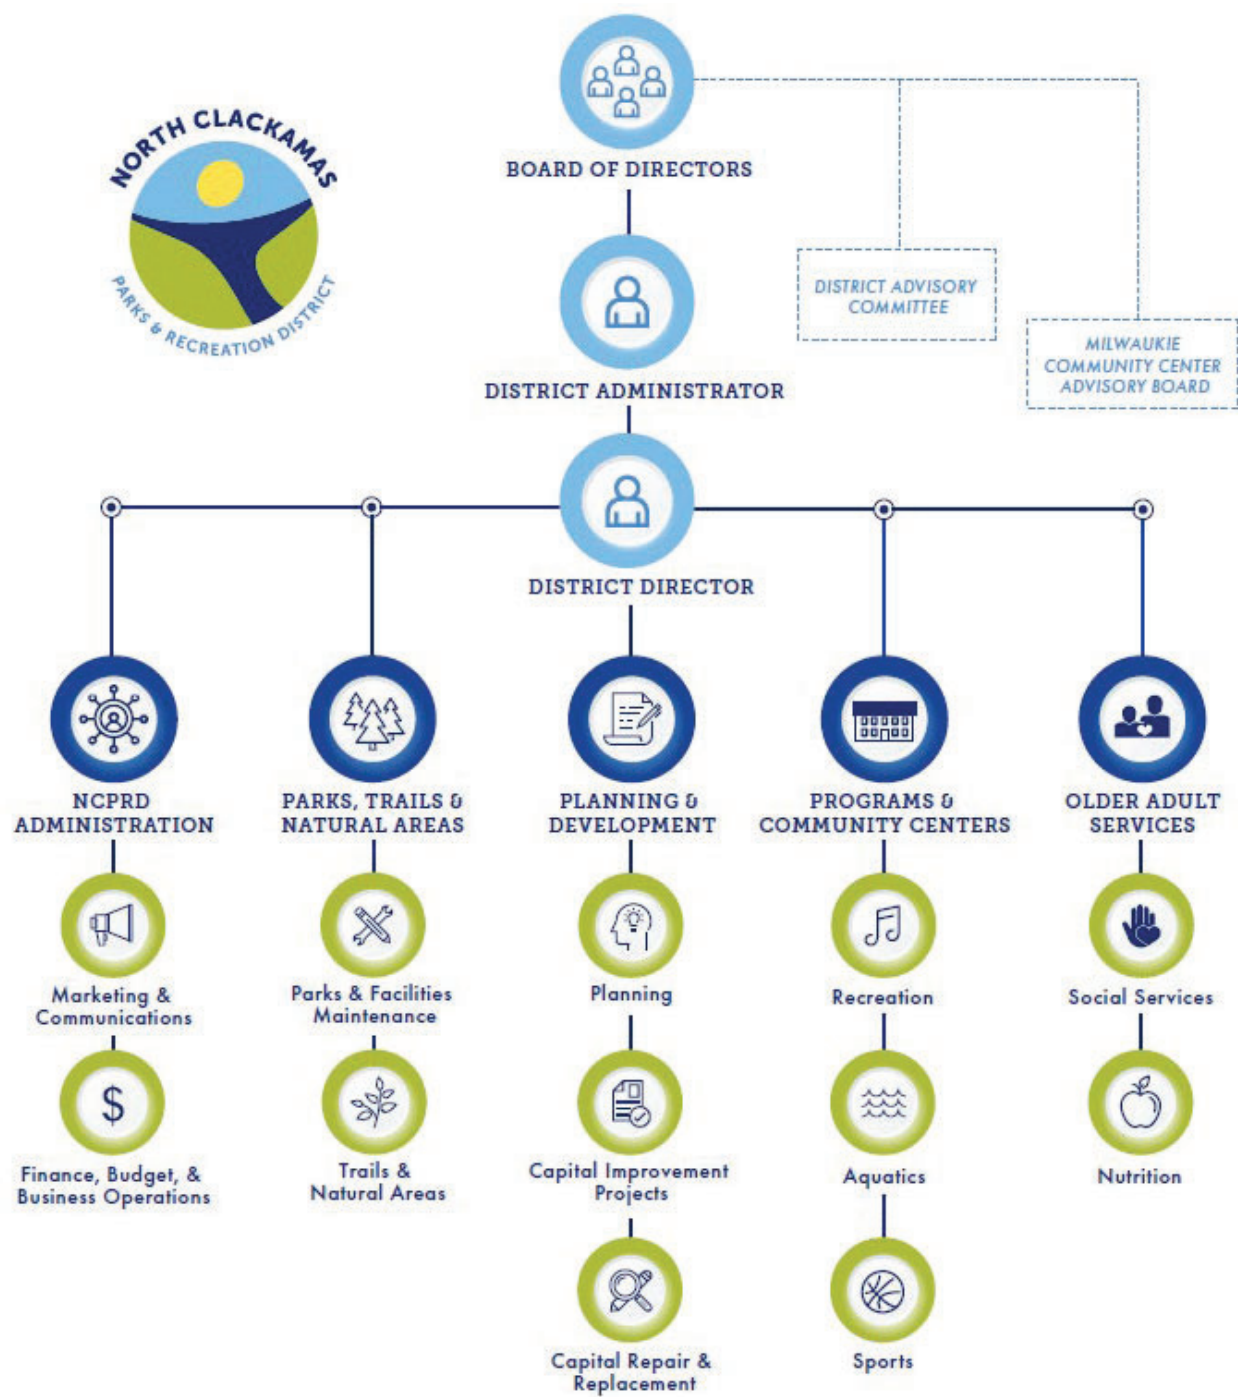 NORTH CLACKAMAS
PARKS & RECREATION DISTRICT
BOARD OF DIRECTORS
DISTRICT ADVISORY
COMMITTEE
MILWAUKIE
COMMUNITY CENTER
ADVISORY BOARD
DISTRICT ADMINISTRATOR
DISTRICT DIRECTOR
NCPRD
ADMINISTRATION
Marketing &
Communications
$
Finance, Budget, &
Business Operations
PARKS, TRAILS &
NATURAL AREAS
Parks & Facilities
Maintenance
Trails &
Natural Areas
PLANNING &
DEVELOPMENT
Planning
Capital Improvement
Projects
Capital Repair &
Replacement
PROGRAMS &
COMMUNITY CENTERS
Recreation
Aquatics
Sports
OLDER ADULT
SERVICES
Social Services
Nutrition